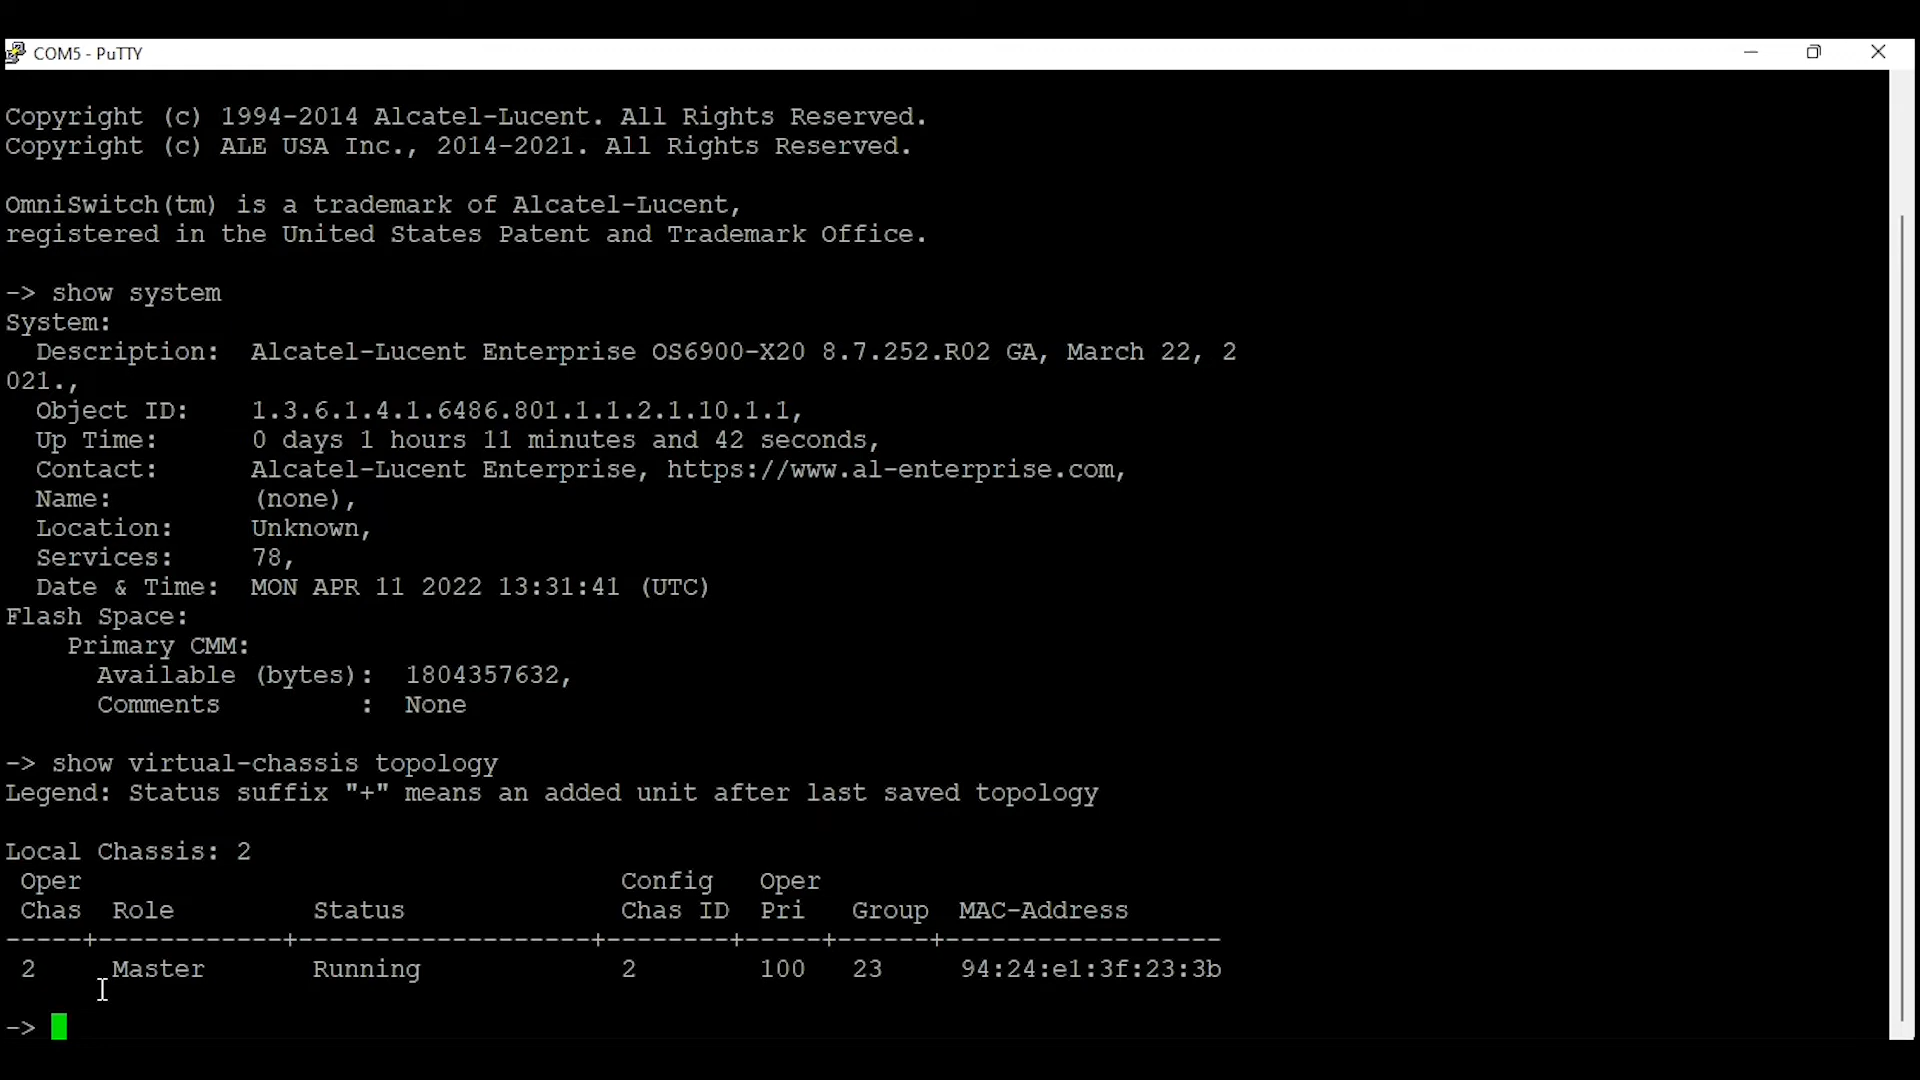 COM5 - PuTTY
Copyright (c) 1994-2014 Alcatel-Lucent. All Rights Reserved.
Copyright (c) ALE USA Inc., 2014-2021. All Rights Reserved.
OmniSwitch(tm) is a trademark of Alcatel-Lucent,
registered in the United States Patent and Trademark Office.
-> show system
System:
  Description:  Alcatel-Lucent Enterprise OS6900-X20 8.7.252.R02 GA, March 22, 2
021.,
  Object ID:    1.3.6.1.4.1.6486.801.1.1.2.1.10.1.1,
  Up Time:      0 days 1 hours 11 minutes and 42 seconds,
  Contact:      Alcatel-Lucent Enterprise, https://www.al-enterprise.com,
  Name:         (none),
  Location:     Unknown,
  Services:     78,
  Date & Time:  MON APR 11 2022 13:31:41 (UTC)
Flash Space:
    Primary CMM:
      Available (bytes):  1804357632,
      Comments         :  None
-> show virtual-chassis topology
Legend: Status suffix "+" means an added unit after last saved topology
Local Chassis: 2
 Oper                                   Config   Oper
 Chas  Role         Status              Chas ID  Pri   Group  MAC-Address
-----+------------+-------------------+--------+-----+------+------------------
 2     Master       Running             2        100   23     94:24:e1:3f:23:3b
->